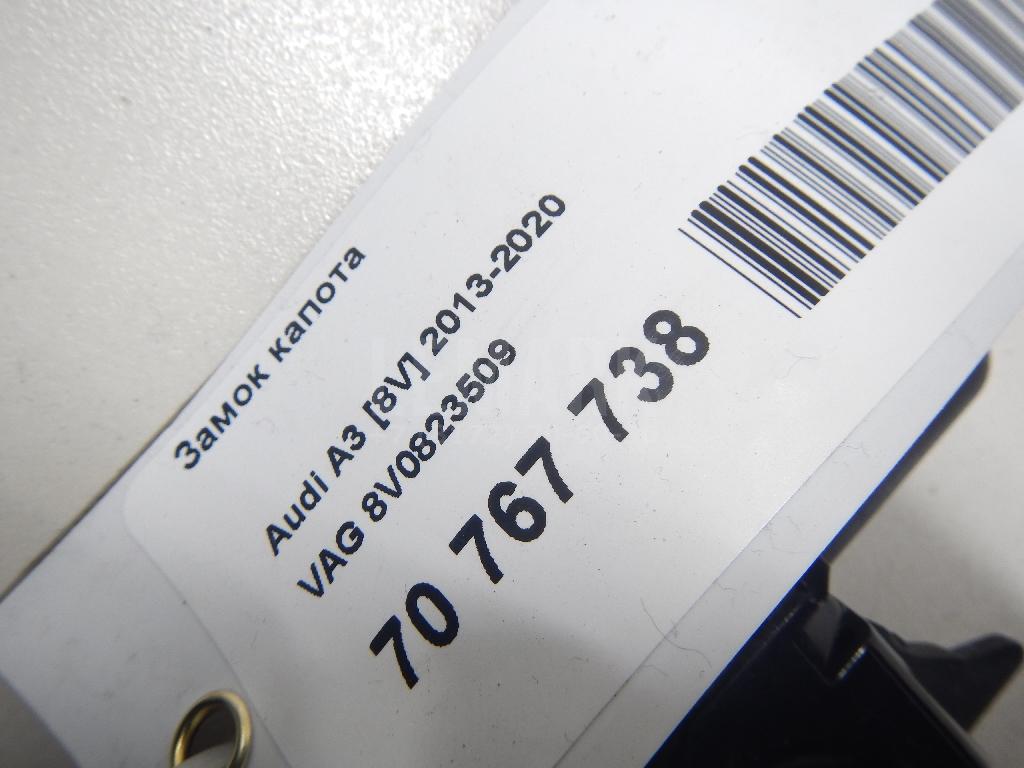 Замок капота
Audi A3 [8V] 2013-2020
VAG 8V0823509
70 767 738